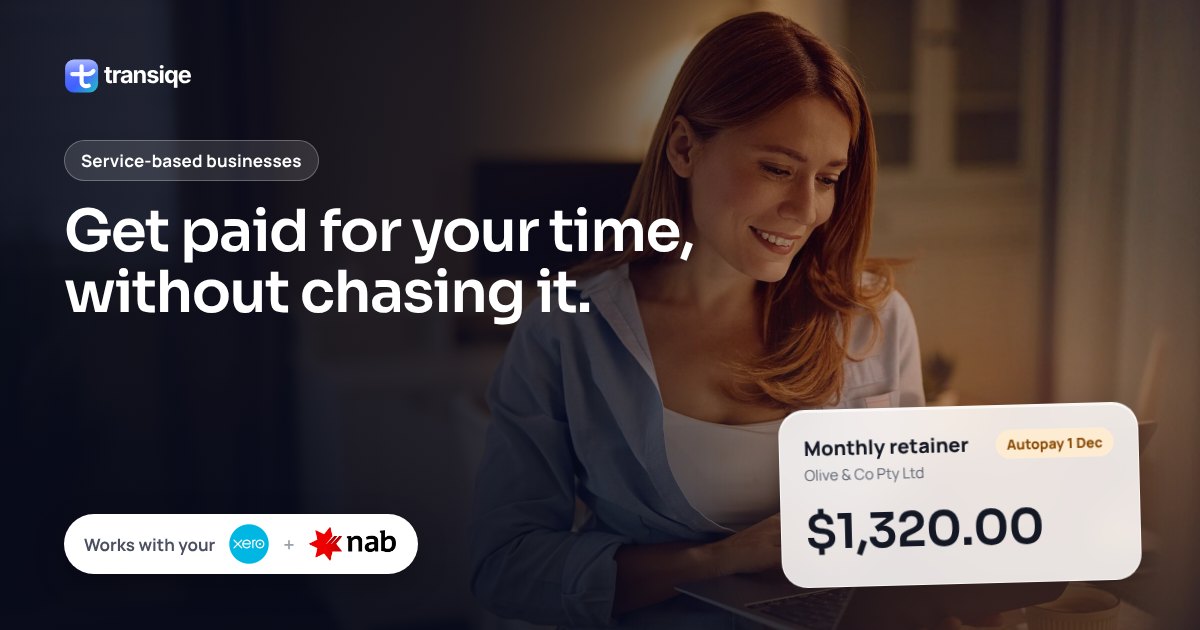 transiqe
Service-based businesses
Get paid for your time,
without chasing it.
Monthly retainer
Autopay 1 Dec
Olive & Co Pty Ltd
$1,320.00
Works with your xero + nab